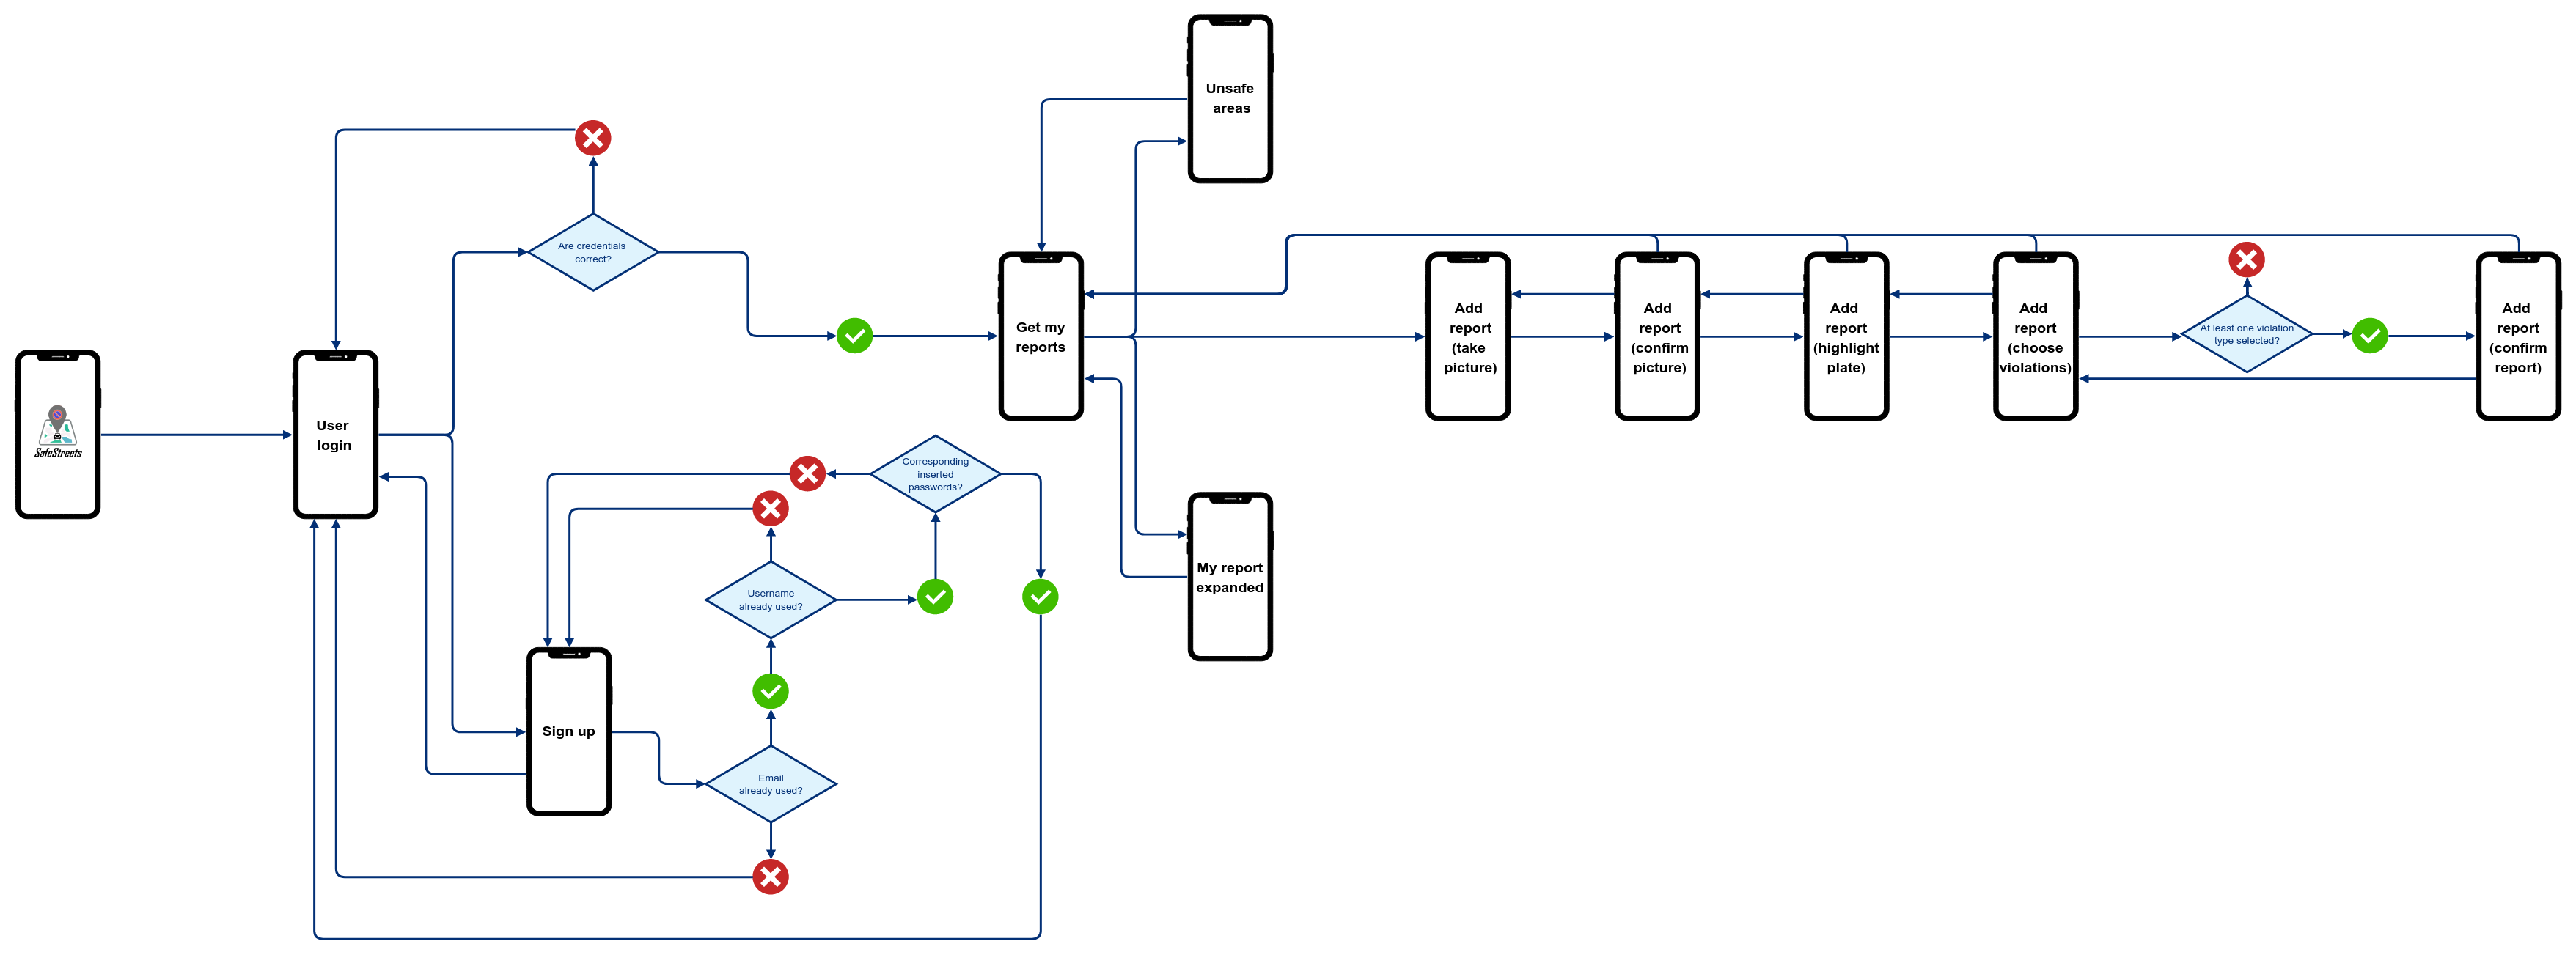 Unsafe
areas
Are credentials
correct?
SafeStreets
User
login
Get my
reports
Add
report
(take
picture)
Add
report
(confirm
picture)
Add
report
(highlight
plate)
Add
report
(choose
violations)
At least one violation
type selected?
Add
report
(confirm
report)
Corresponding
inserted
passwords?
Username
already used?
My report
expanded
Sign up
Email
already used?